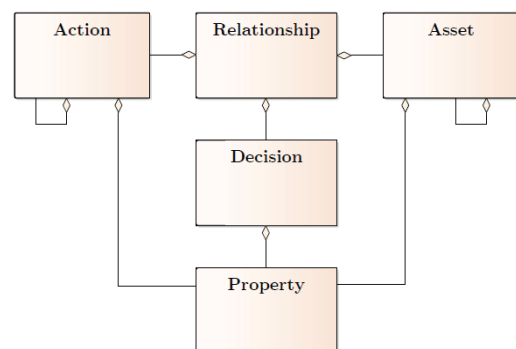 Action
Relationship
Asset
Decision
Property